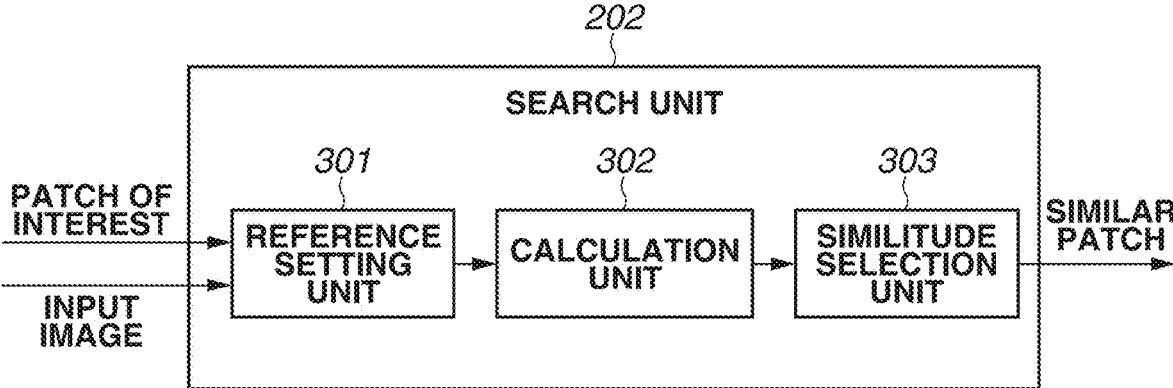 202
SEARCH UNIT
301
302
303
PATCH OF
INTEREST
REFERENCE
SETTING
UNIT
CALCULATION
UNIT
SIMILITUDE
SELECTION
UNIT
SIMILAR
PATCH
INPUT
IMAGE